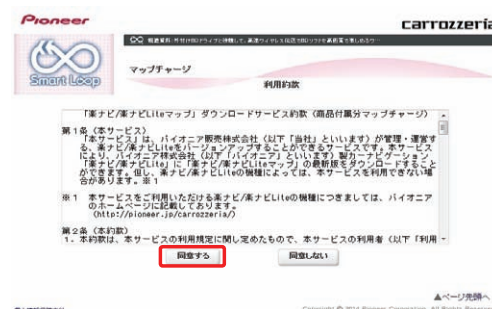 Pioneer
carrozzeria
Smart Loop
マップチャージ
利用約款
「楽ナビ/楽ナビLiteマップ」ダウンロードサービス約款（商品付属分マップチャージ）
第1条（本サービス）
「本サービス」は、パイオニア販売株式会社（以下「当社」といいます）が管理・運営す
る、楽ナビ/楽ナビLiteをバージョンアップすることができるサービスです。本サービス
により、パイオニア株式会社（以下「パイオニア」といいます）製カーナビゲーション
「楽ナビ/楽ナビLite」に「楽ナビ/楽ナビLiteマップ」の最新版をダウンロードすること
ができます。但し、楽ナビ/楽ナビLiteの機種によっては、本サービスを利用できない場
合があります。※1
※1 本サービスをご利用いただける楽ナビ/楽ナビLiteの機種につきましては、パイオニア
のホームページに記載しております。
（http://pioneer.jp/carrozzeria/）
第2条（本約款）
1. 本約款は、本サービスの利用規定に関し定めたもので、本サービスの利用者（以下「利用
同意する
同意しない
▲ページ先頭へ